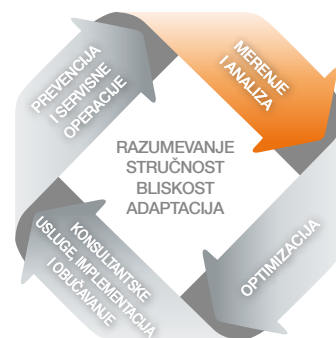 PREVENCIJA
I SERVISNE
OPERACIJE
MERENJE
I ANALIZA
RAZUMEVANJE
STRUČNOST
BLISKOST
ADAPTACIJA
OPTIMIZACIJA
KONSULTANTSKE
USLUGE, IMPLEMENTACIJA
I OBUČAVANJE